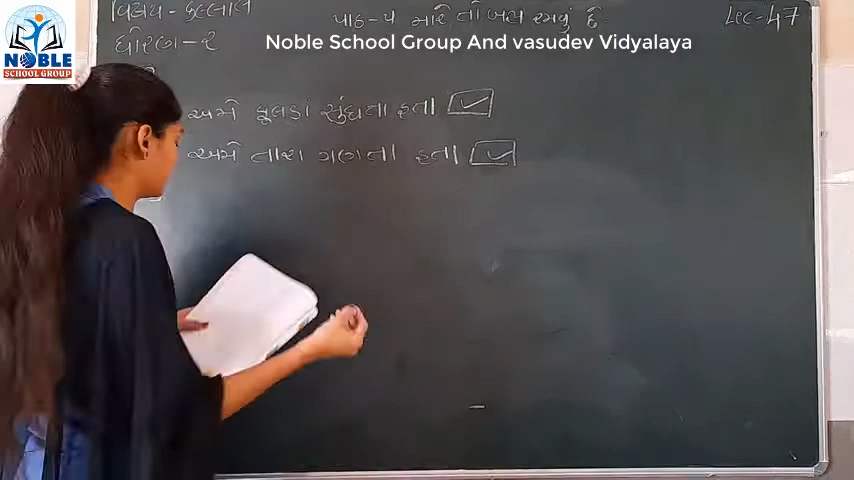 વિષય - કલ્લોલ
પાઠ-૫ મારે તો બસ રમવું છે
Lec-47
ધોરણ - ૨
Noble School Group And vasudev Vidyalaya
NOBLE
SCHOOL GROUP
અમે ફૂલડાં સુંઘતા હતા ✓
અમે તારા ગણતા હતા ✓